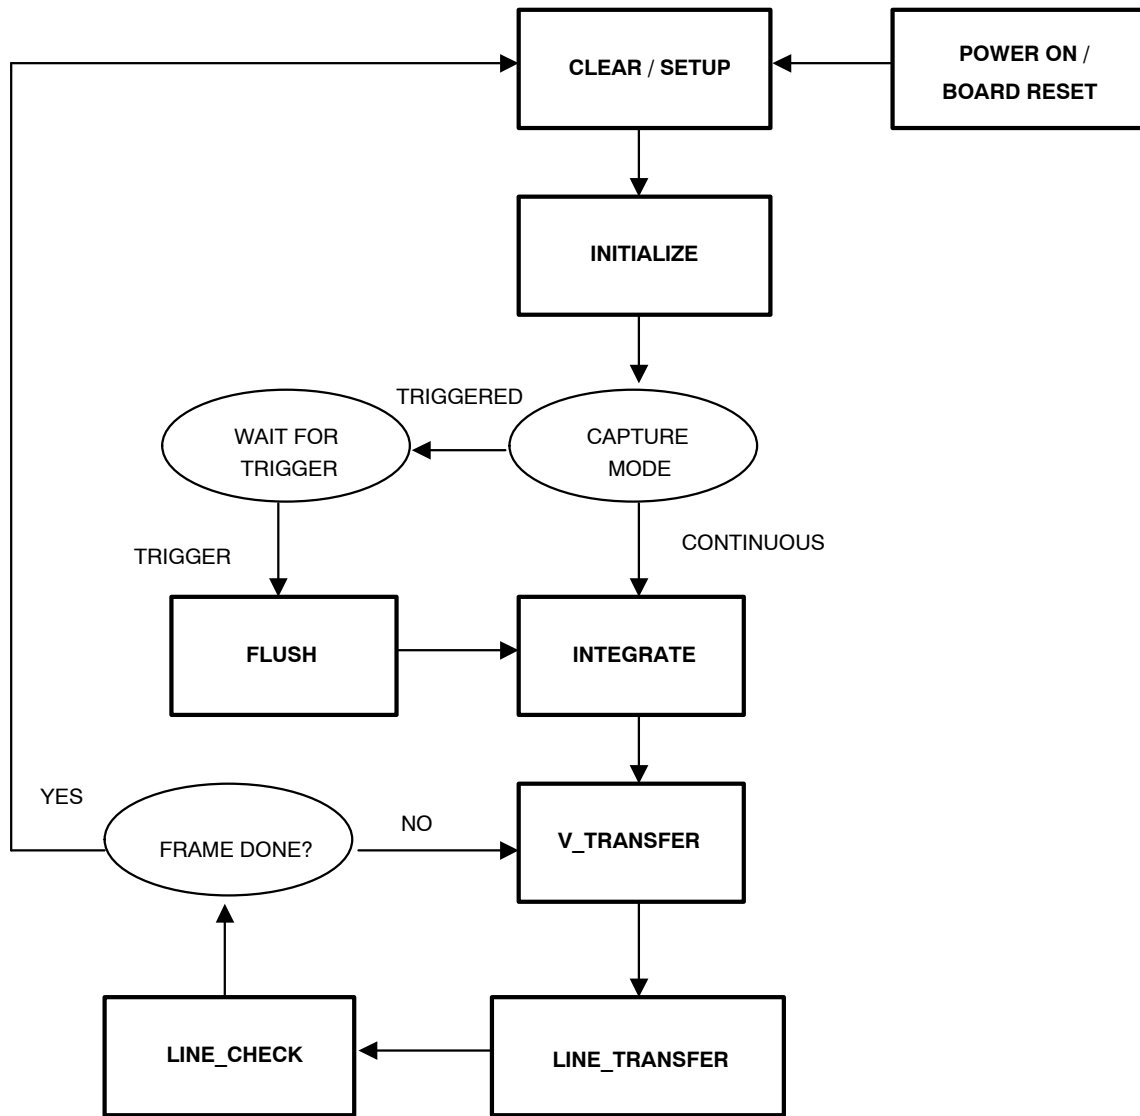 CLEAR / SETUP
POWER ON /
BOARD RESET
INITIALIZE
TRIGGERED
WAIT FOR
TRIGGER
CAPTURE
MODE
TRIGGER
CONTINUOUS
FLUSH
INTEGRATE
YES
FRAME DONE?
NO
V_TRANSFER
LINE_CHECK
LINE_TRANSFER